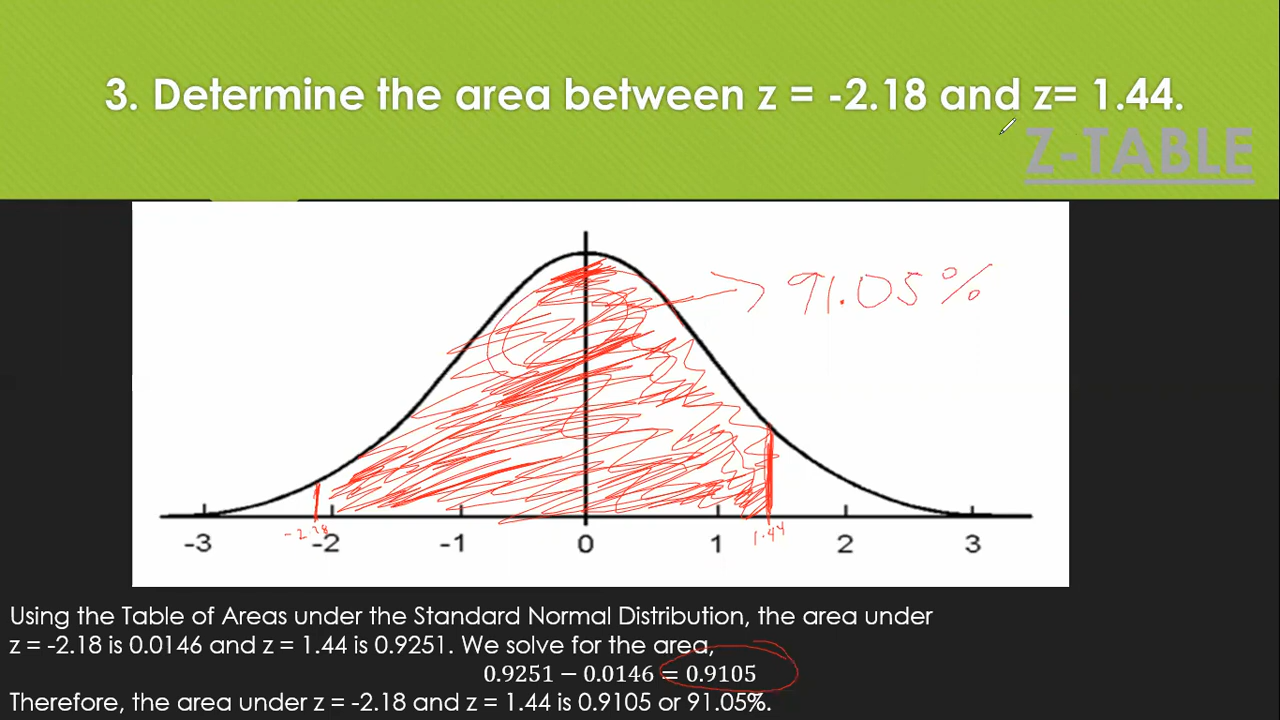 3. Determine the area between z = -2.18 and z= 1.44.
Z-TABLE
91.05%
-2.18
1.44
-3 -2 -1 0 1 2 3
Using the Table of Areas under the Standard Normal Distribution, the area under
z = -2.18 is 0.0146 and z = 1.44 is 0.9251. We solve for the area,
0.9251 − 0.0146 = 0.9105
Therefore, the area under z = -2.18 and z = 1.44 is 0.9105 or 91.05%.